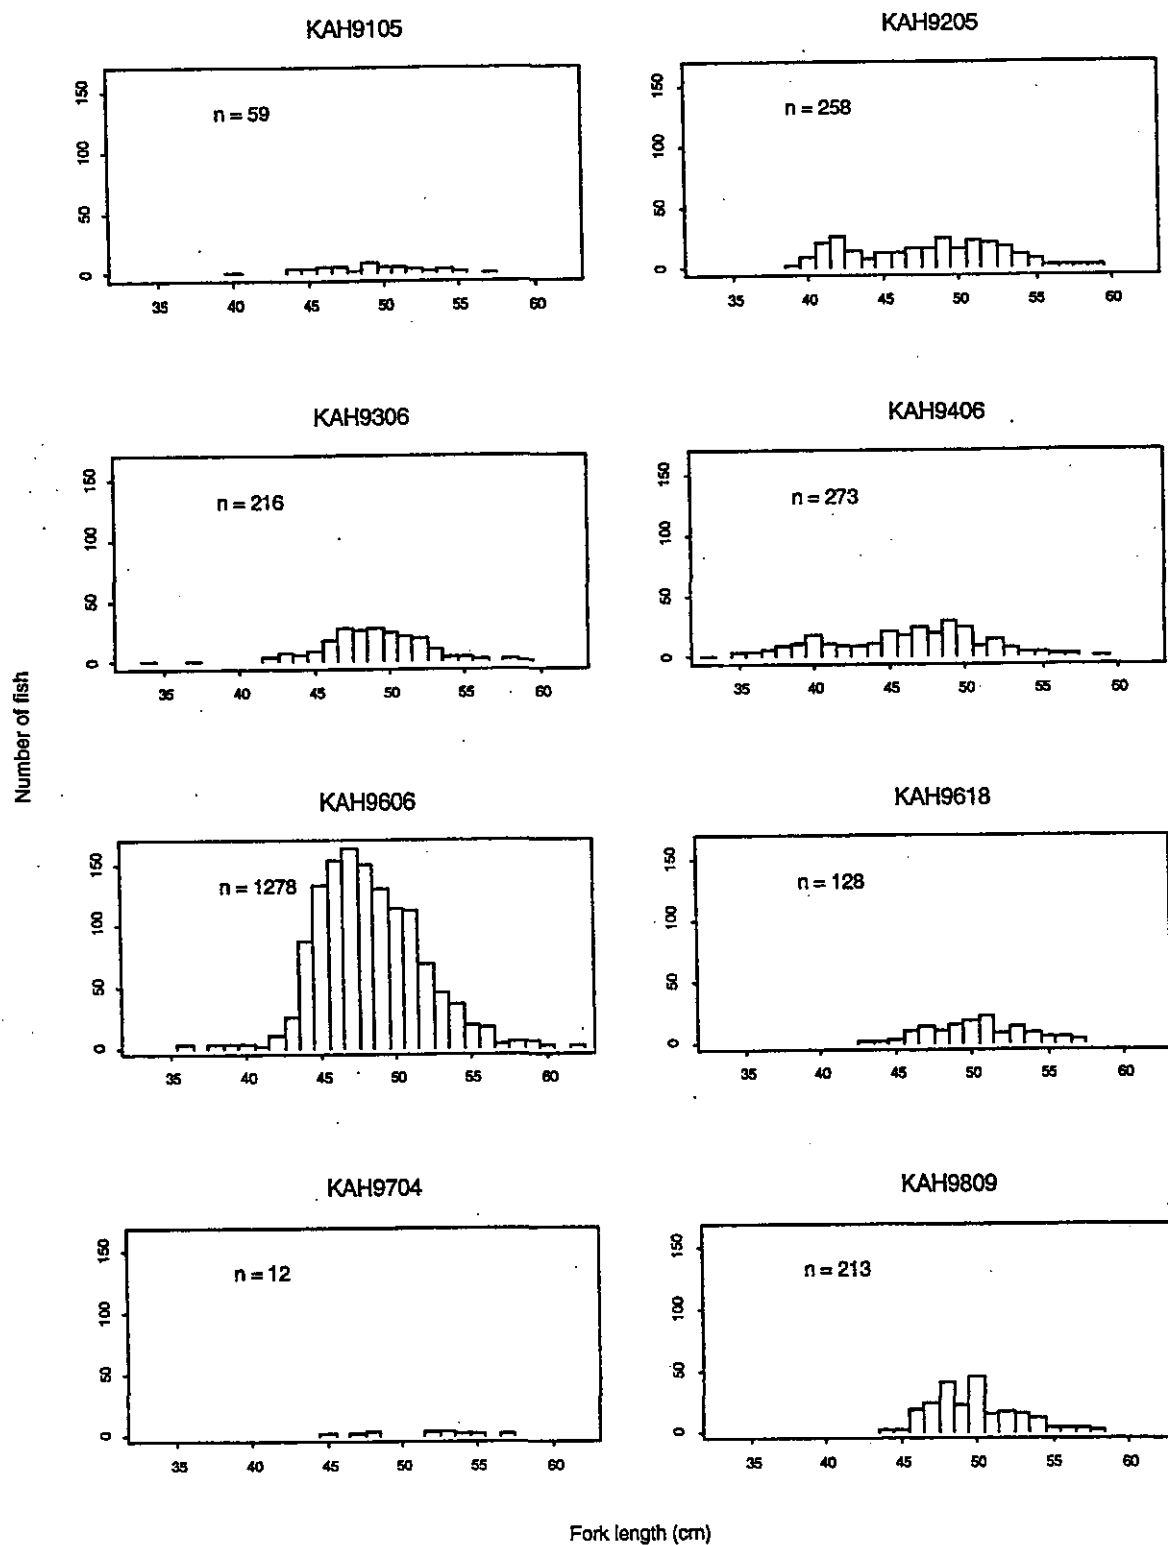 KAH9105
KAH9205
150
100
50
0
n = 59
35 40 45 50 55 60
150
100
50
0
n = 258
35 40 45 50 55 60
KAH9306
KAH9406
150
100
50
0
n = 216
35 40 45 50 55 60
150
100
50
0
n = 273
35 40 45 50 55 60
Number of fish
KAH9606
KAH9618
150
100
50
0
n = 1278
35 40 45 50 55 60
150
100
50
0
n = 128
35 40 45 50 55 60
KAH9704
KAH9809
150
100
50
0
n = 12
35 40 45 50 55 60
150
100
50
0
n = 213
35 40 45 50 55 60
Fork length (cm)